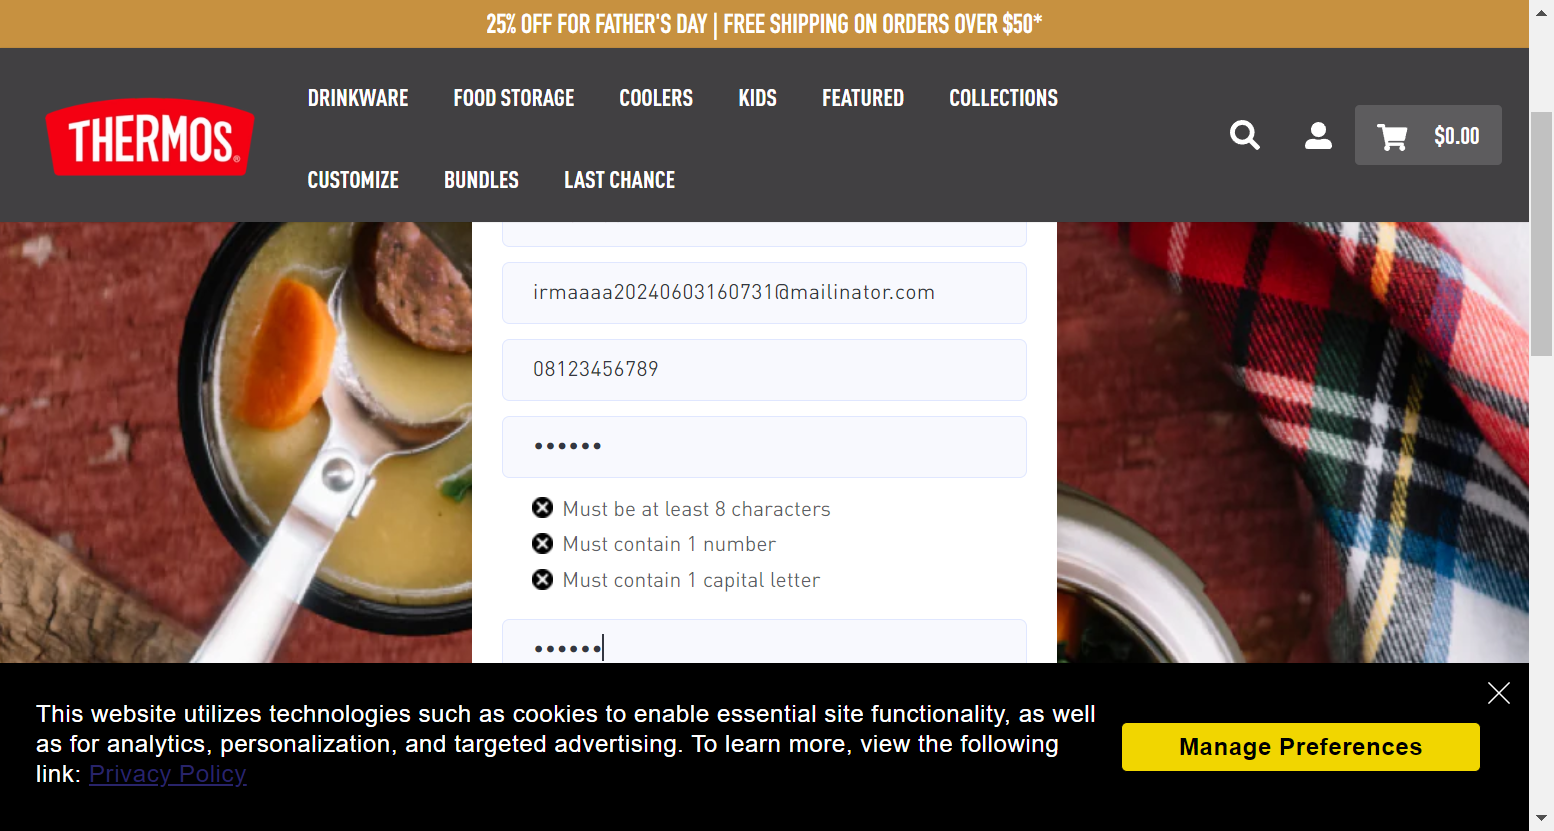 25% OFF FOR FATHER'S DAY | FREE SHIPPING ON ORDERS OVER $50*
THERMOS®
DRINKWARE FOOD STORAGE COOLERS KIDS FEATURED COLLECTIONS
CUSTOMIZE BUNDLES LAST CHANCE
$0.00
irmaaaa20240603160731@mailinator.com
08123456789
••••••
Must be at least 8 characters
Must contain 1 number
Must contain 1 capital letter
••••••
This website utilizes technologies such as cookies to enable essential site functionality, as well
as for analytics, personalization, and targeted advertising. To learn more, view the following
link: Privacy Policy
Manage Preferences